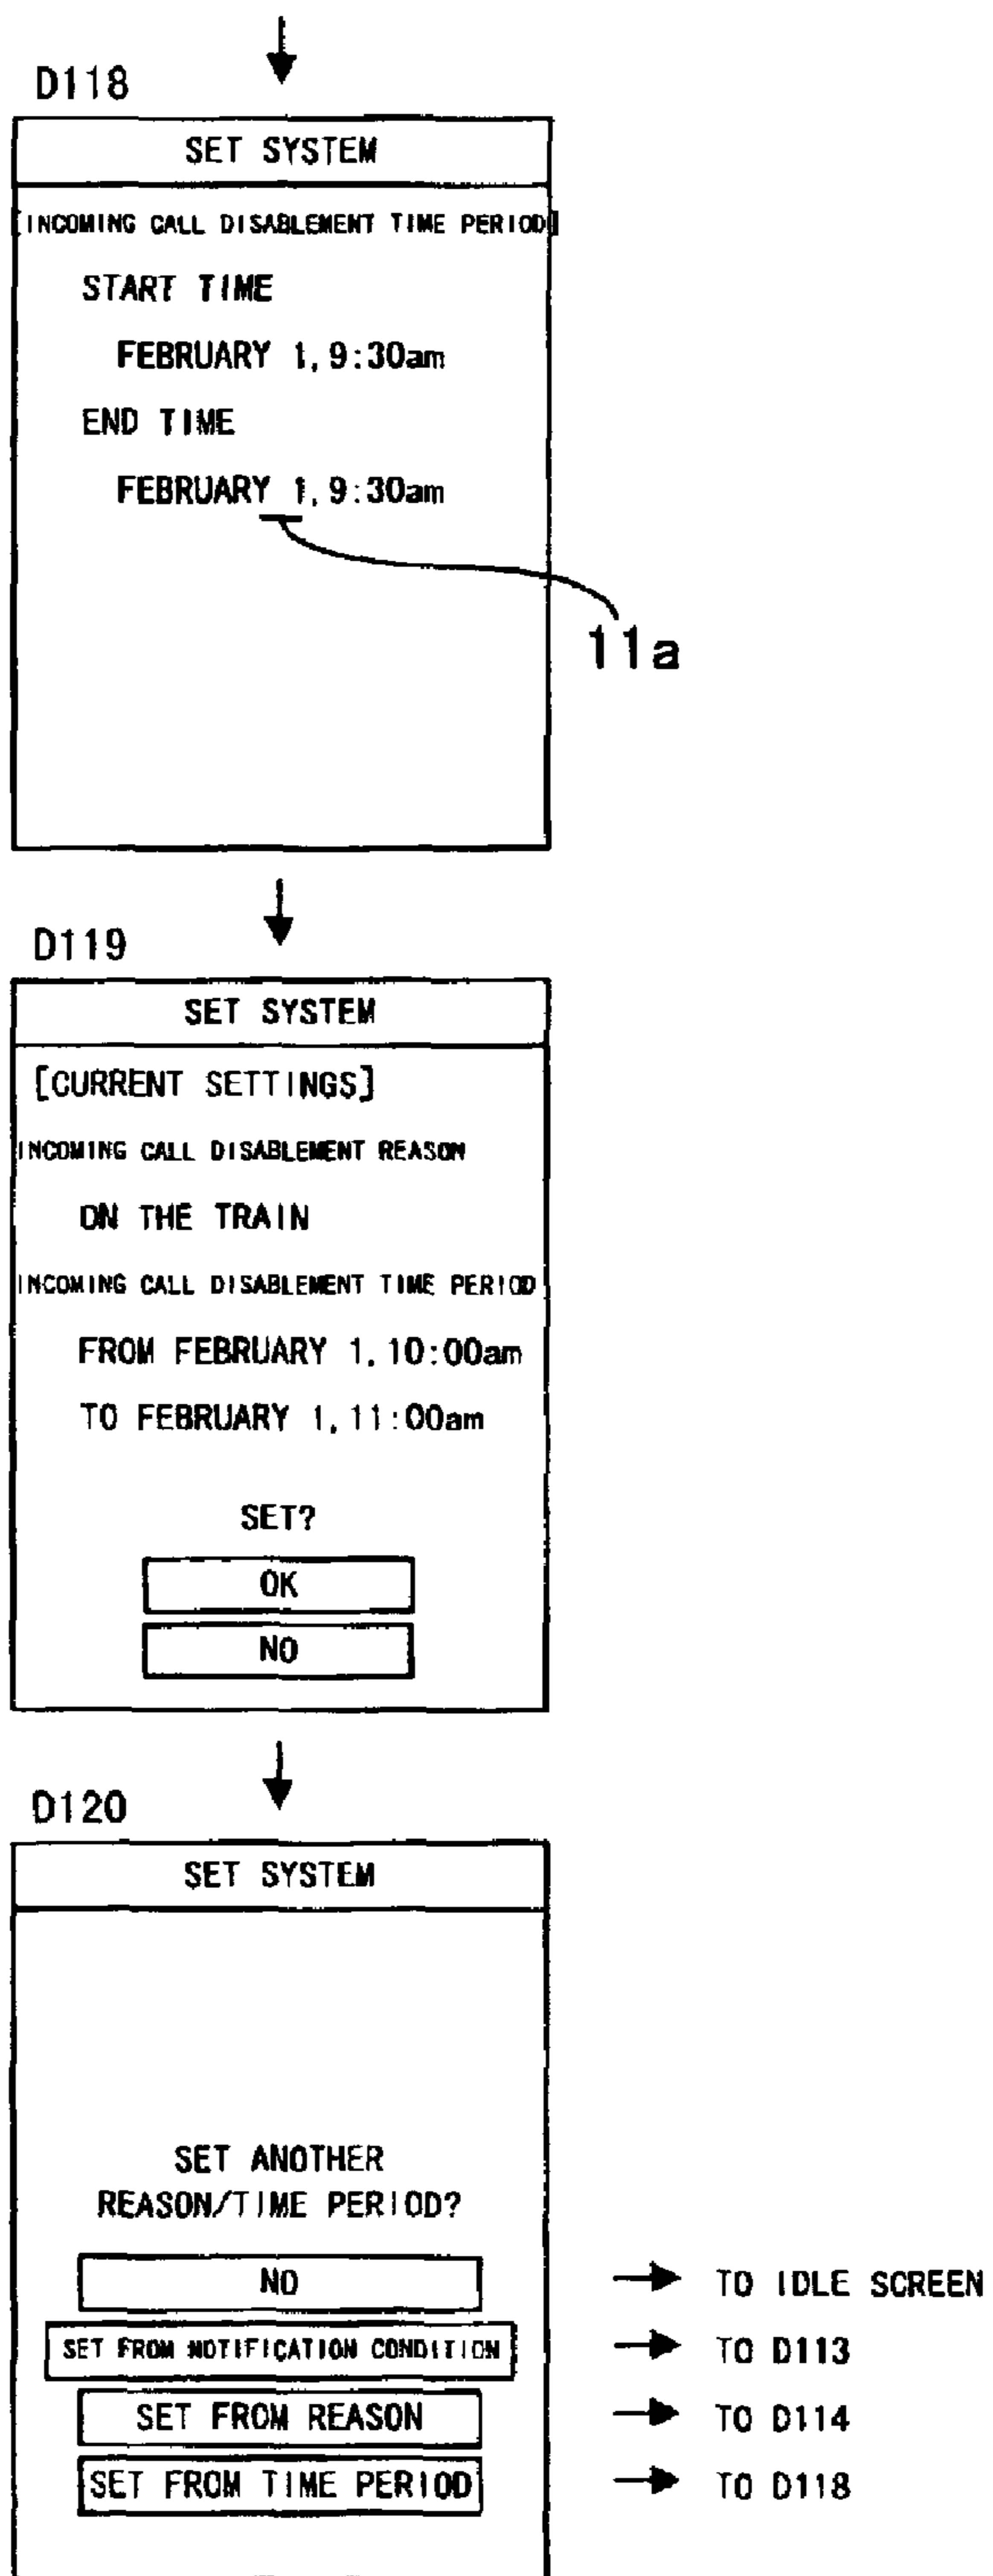 D118
SET SYSTEM
[INCOMING CALL DISABLEMENT TIME PERIOD]
START TIME
FEBRUARY 1, 9:30am
END TIME
FEBRUARY 1, 9:30am
11a
D119
SET SYSTEM
[CURRENT SETTINGS]
INCOMING CALL DISABLEMENT REASON
ON THE TRAIN
INCOMING CALL DISABLEMENT TIME PERIOD
FROM FEBRUARY 1, 10:00am
TO FEBRUARY 1, 11:00am
SET?
OK
NO
D120
SET SYSTEM
SET ANOTHER
REASON/TIME PERIOD?
NO TO IDLE SCREEN
SET FROM NOTIFICATION CONDITION TO D113
SET FROM REASON TO D114
SET FROM TIME PERIOD TO D118